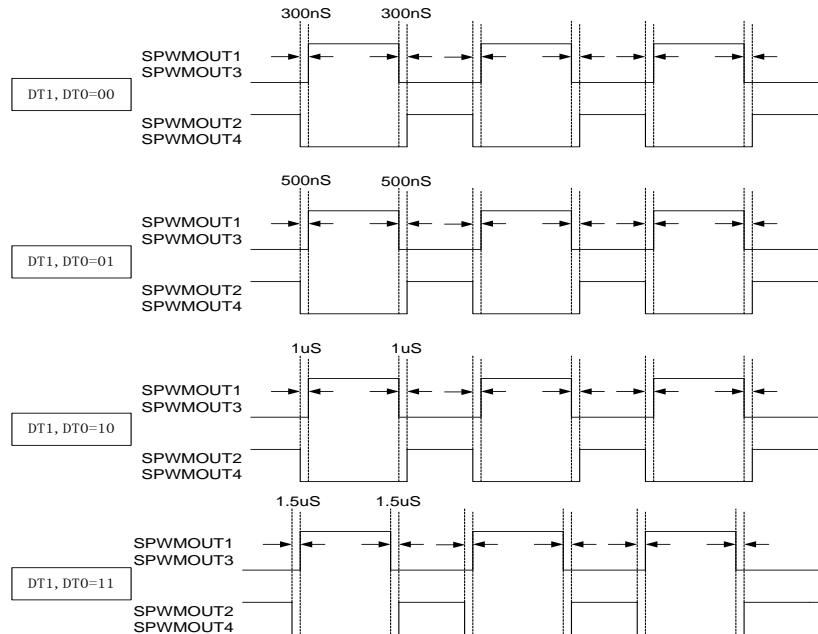 300nS 300nS
SPWMOUT1
SPWMOUT3
DT1, DT0=00
SPWMOUT2
SPWMOUT4
500nS 500nS
SPWMOUT1
SPWMOUT3
DT1, DT0=01
SPWMOUT2
SPWMOUT4
1uS 1uS
SPWMOUT1
SPWMOUT3
DT1, DT0=10
SPWMOUT2
SPWMOUT4
1.5uS 1.5uS
SPWMOUT1
SPWMOUT3
DT1, DT0=11
SPWMOUT2
SPWMOUT4